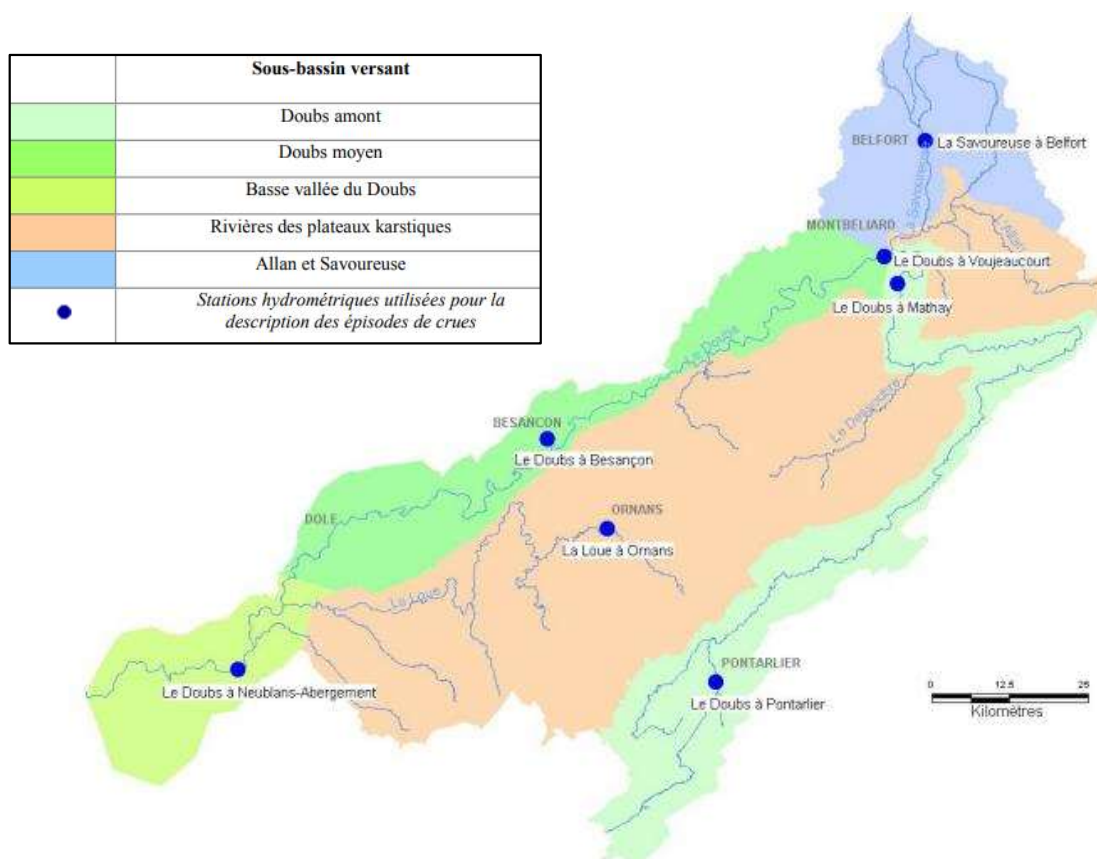 Sous-bassin versant
Doubs amont
Doubs moyen
Basse vallée du Doubs
Rivières des plateaux karstiques
Allan et Savoureuse
Stations hydrométriques utilisées pour la
description des épisodes de crues
BELFORT
La Savoureuse à Belfort
La Savoureuse
MONTBELIARD
L'Allan
Le Doubs à Voujeaucourt
Le Doubs à Mathay
Le Doubs
Le Dessoubre
BESANCON
Le Doubs à Besançon
DOLE
ORNANS
La Loue à Ornans
La Loue
PONTARLIER
Le Doubs à Neublans-Abergement
Le Doubs à Pontarlier
0 12.5 25
Kilomètres